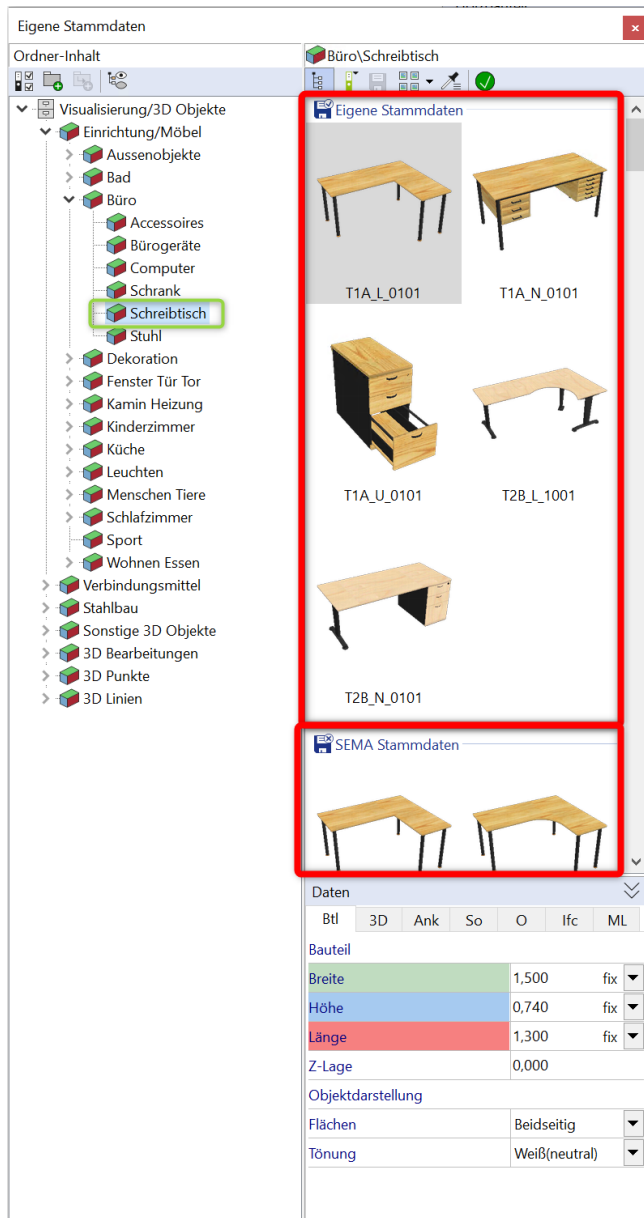 Eigene Stammdaten
Ordner-Inhalt
Büro\Schreibtisch
Visualisierung/3D Objekte
Einrichtung/Möbel
Aussenobjekte
Bad
Büro
Accessoires
Bürogeräte
Computer
Schrank
Schreibtisch
Stuhl
Dekoration
Fenster Tür Tor
Kamin Heizung
Kinderzimmer
Küche
Leuchten
Menschen Tiere
Schlafzimmer
Sport
Wohnen Essen
Verbindungsmittel
Stahlbau
Sonstige 3D Objekte
3D Bearbeitungen
3D Punkte
3D Linien
Eigene Stammdaten
T1A_L_0101 T1A_N_0101
T1A_U_0101 T2B_L_1001
T2B_N_0101
SEMA Stammdaten
Daten
Btl 3D Ank So O Ifc ML
Bauteil
Breite 1,500 fix
Höhe 0,740 fix
Länge 1,300 fix
Z-Lage 0,000
Objektdarstellung
Flächen Beidseitig
Tönung Weiß(neutral)